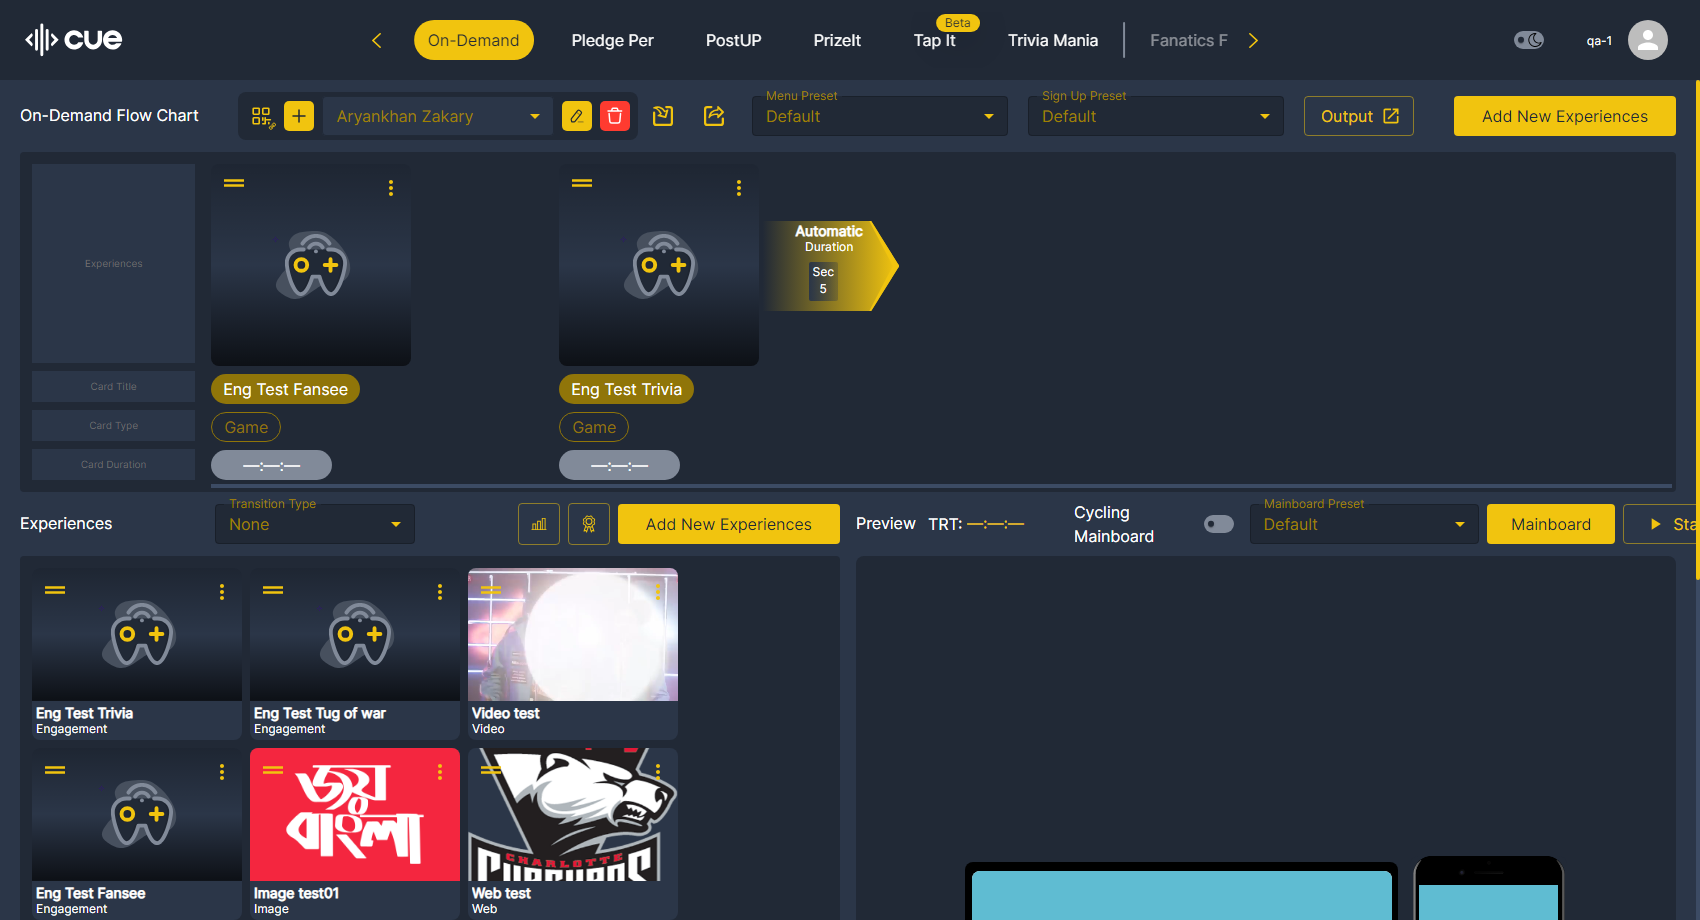 cue
On-Demand
Pledge Per
PostUP
PrizeIt
Tap It
Beta
Trivia Mania
Fanatics F
qa-1
On-Demand Flow Chart
Aryankhan Zakary
Menu Preset
Default
Sign Up Preset
Default
Output
Add New Experiences
Experiences
Card Title
Card Type
Card Duration
Automatic
Duration
Sec
5
Eng Test Fansee
Eng Test Trivia
Game
Game
—:—:—
—:—:—
Experiences
Transition Type
None
Add New Experiences
Preview
TRT: —:—:—
Cycling
Mainboard
Mainboard Preset
Default
Mainboard
Sta
Eng Test Trivia
Engagement
Eng Test Tug of war
Engagement
Video test
Video
জয়
বাংলা
CHARLOTTE
Eng Test Fansee
Engagement
Image test01
Image
Web test
Web